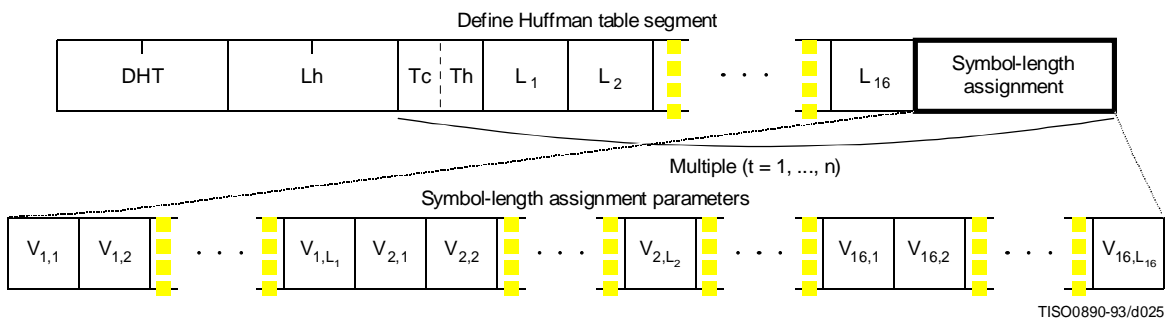 Define Huffman table segment
DHT Lh Tc Th L1 L2 . . . L16 Symbol-length assignment
Multiple (t = 1, ..., n)
Symbol-length assignment parameters
V1,1 V1,2 . . . V1,L1 V2,1 V2,2 . . . V2,L2 . . . V16,1 V16,2 . . . V16,L16
TISO0890-93/d025